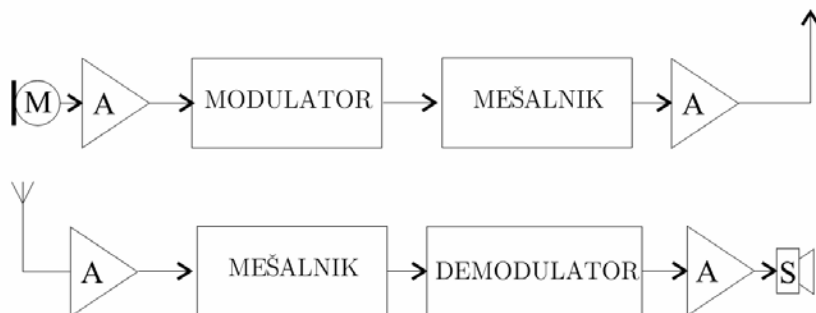 M A MODULATOR MEŠALNIK A
A MEŠALNIK DEMODULATOR A S